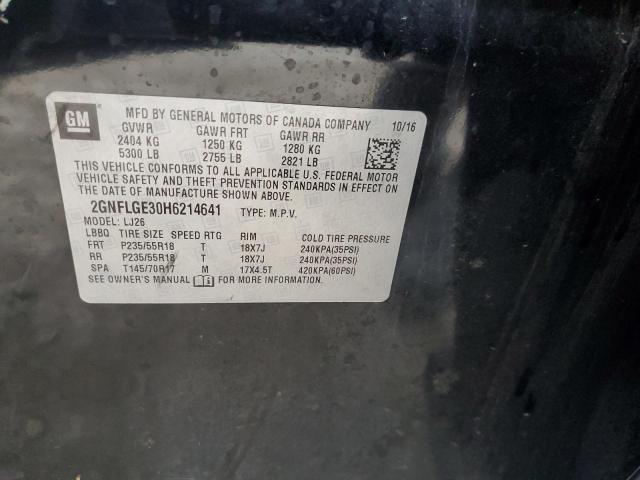 GM
MFD BY GENERAL MOTORS OF CANADA COMPANY 10/16
GVWR GAWR FRT GAWR RR
2404 KG 1250 KG 1280 KG
5300 LB 2755 LB 2821 LB
THIS VEHICLE CONFORMS TO ALL APPLICABLE U.S. FEDERAL MOTOR
VEHICLE SAFETY AND THEFT PREVENTION STANDARDS IN EFFECT ON
THE DATE OF MANUFACTURE SHOWN ABOVE.
2GNFLGE30H6214641 TYPE: M.P.V.
MODEL: LJ26
LBBQ TIRE SIZE SPEED RTG RIM COLD TIRE PRESSURE
FRT P235/55R18 T 18X7J 240KPA(35PSI)
RR P235/55R18 T 18X7J 240KPA(35PSI)
SPA T145/70R17 M 17X4.5T 420KPA(60PSI)
SEE OWNER'S MANUAL FOR MORE INFORMATION.